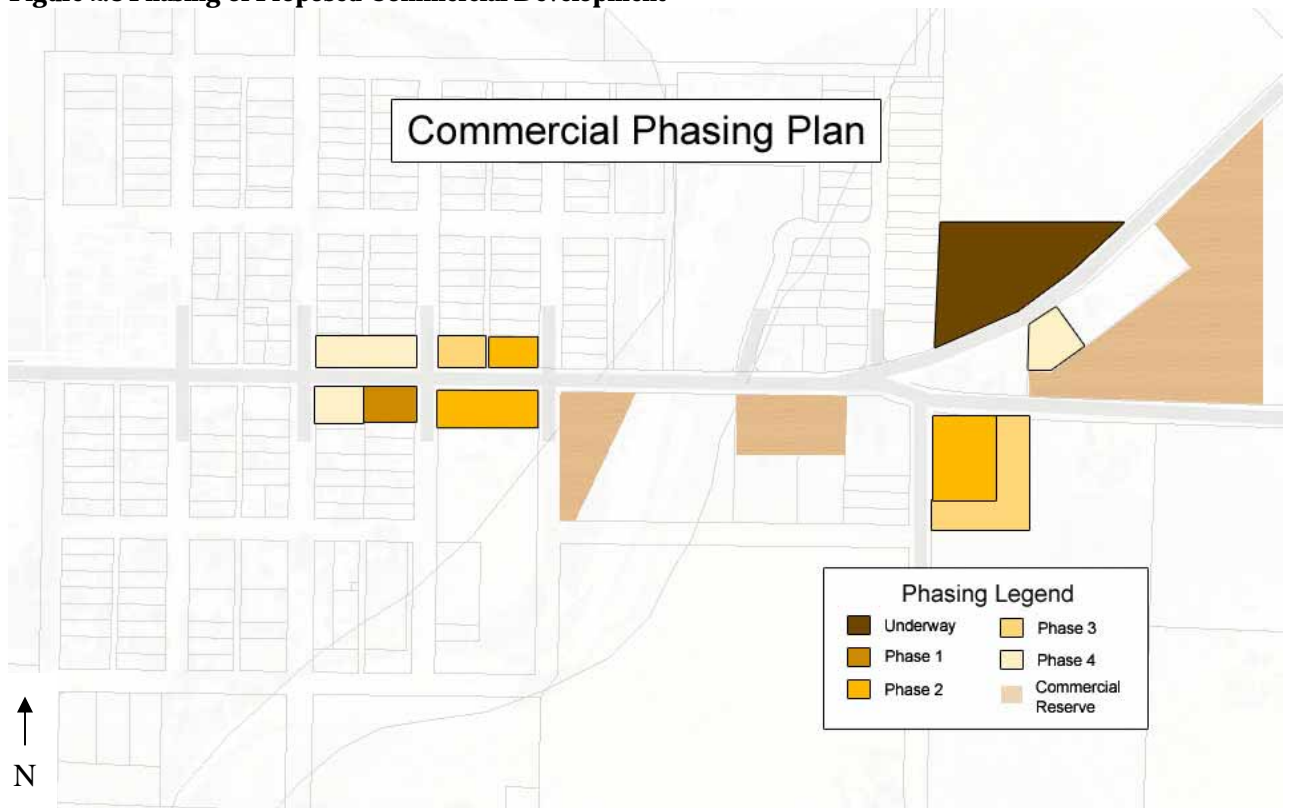 Commercial Phasing Plan
Phasing Legend
Underway
Phase 1
Phase 2
Phase 3
Phase 4
Commercial
Reserve
N